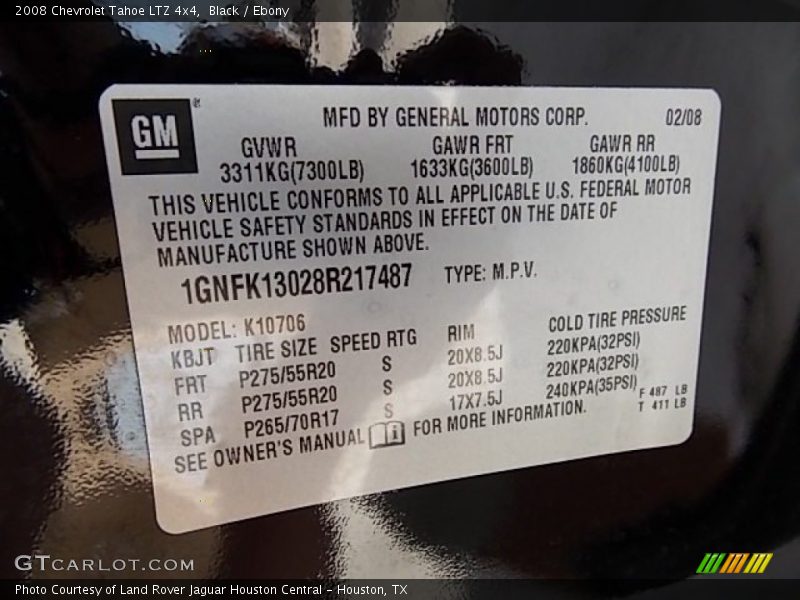 2008 Chevrolet Tahoe LTZ 4x4,  Black / Ebony
GM ®
MFD BY GENERAL MOTORS CORP. 02/08
GVWR GAWR FRT GAWR RR
3311KG(7300LB) 1633KG(3600LB) 1860KG(4100LB)
THIS VEHICLE CONFORMS TO ALL APPLICABLE U.S. FEDERAL MOTOR
VEHICLE SAFETY STANDARDS IN EFFECT ON THE DATE OF
MANUFACTURE SHOWN ABOVE.
1GNFK13028R217487 TYPE: M.P.V.
MODEL: K10706
KBJT TIRE SIZE SPEED RTG RIM COLD TIRE PRESSURE
FRT P275/55R20 S 20X8.5J 220KPA(32PSI)
RR P275/55R20 S 20X8.5J 220KPA(32PSI)
SPA P265/70R17 S 17X7.5J 240KPA(35PSI)
F 487 LB
T 411 LB
SEE OWNER'S MANUAL FOR MORE INFORMATION.
GTCARLOT.COM
Photo Courtesy of Land Rover Jaguar Houston Central - Houston, TX